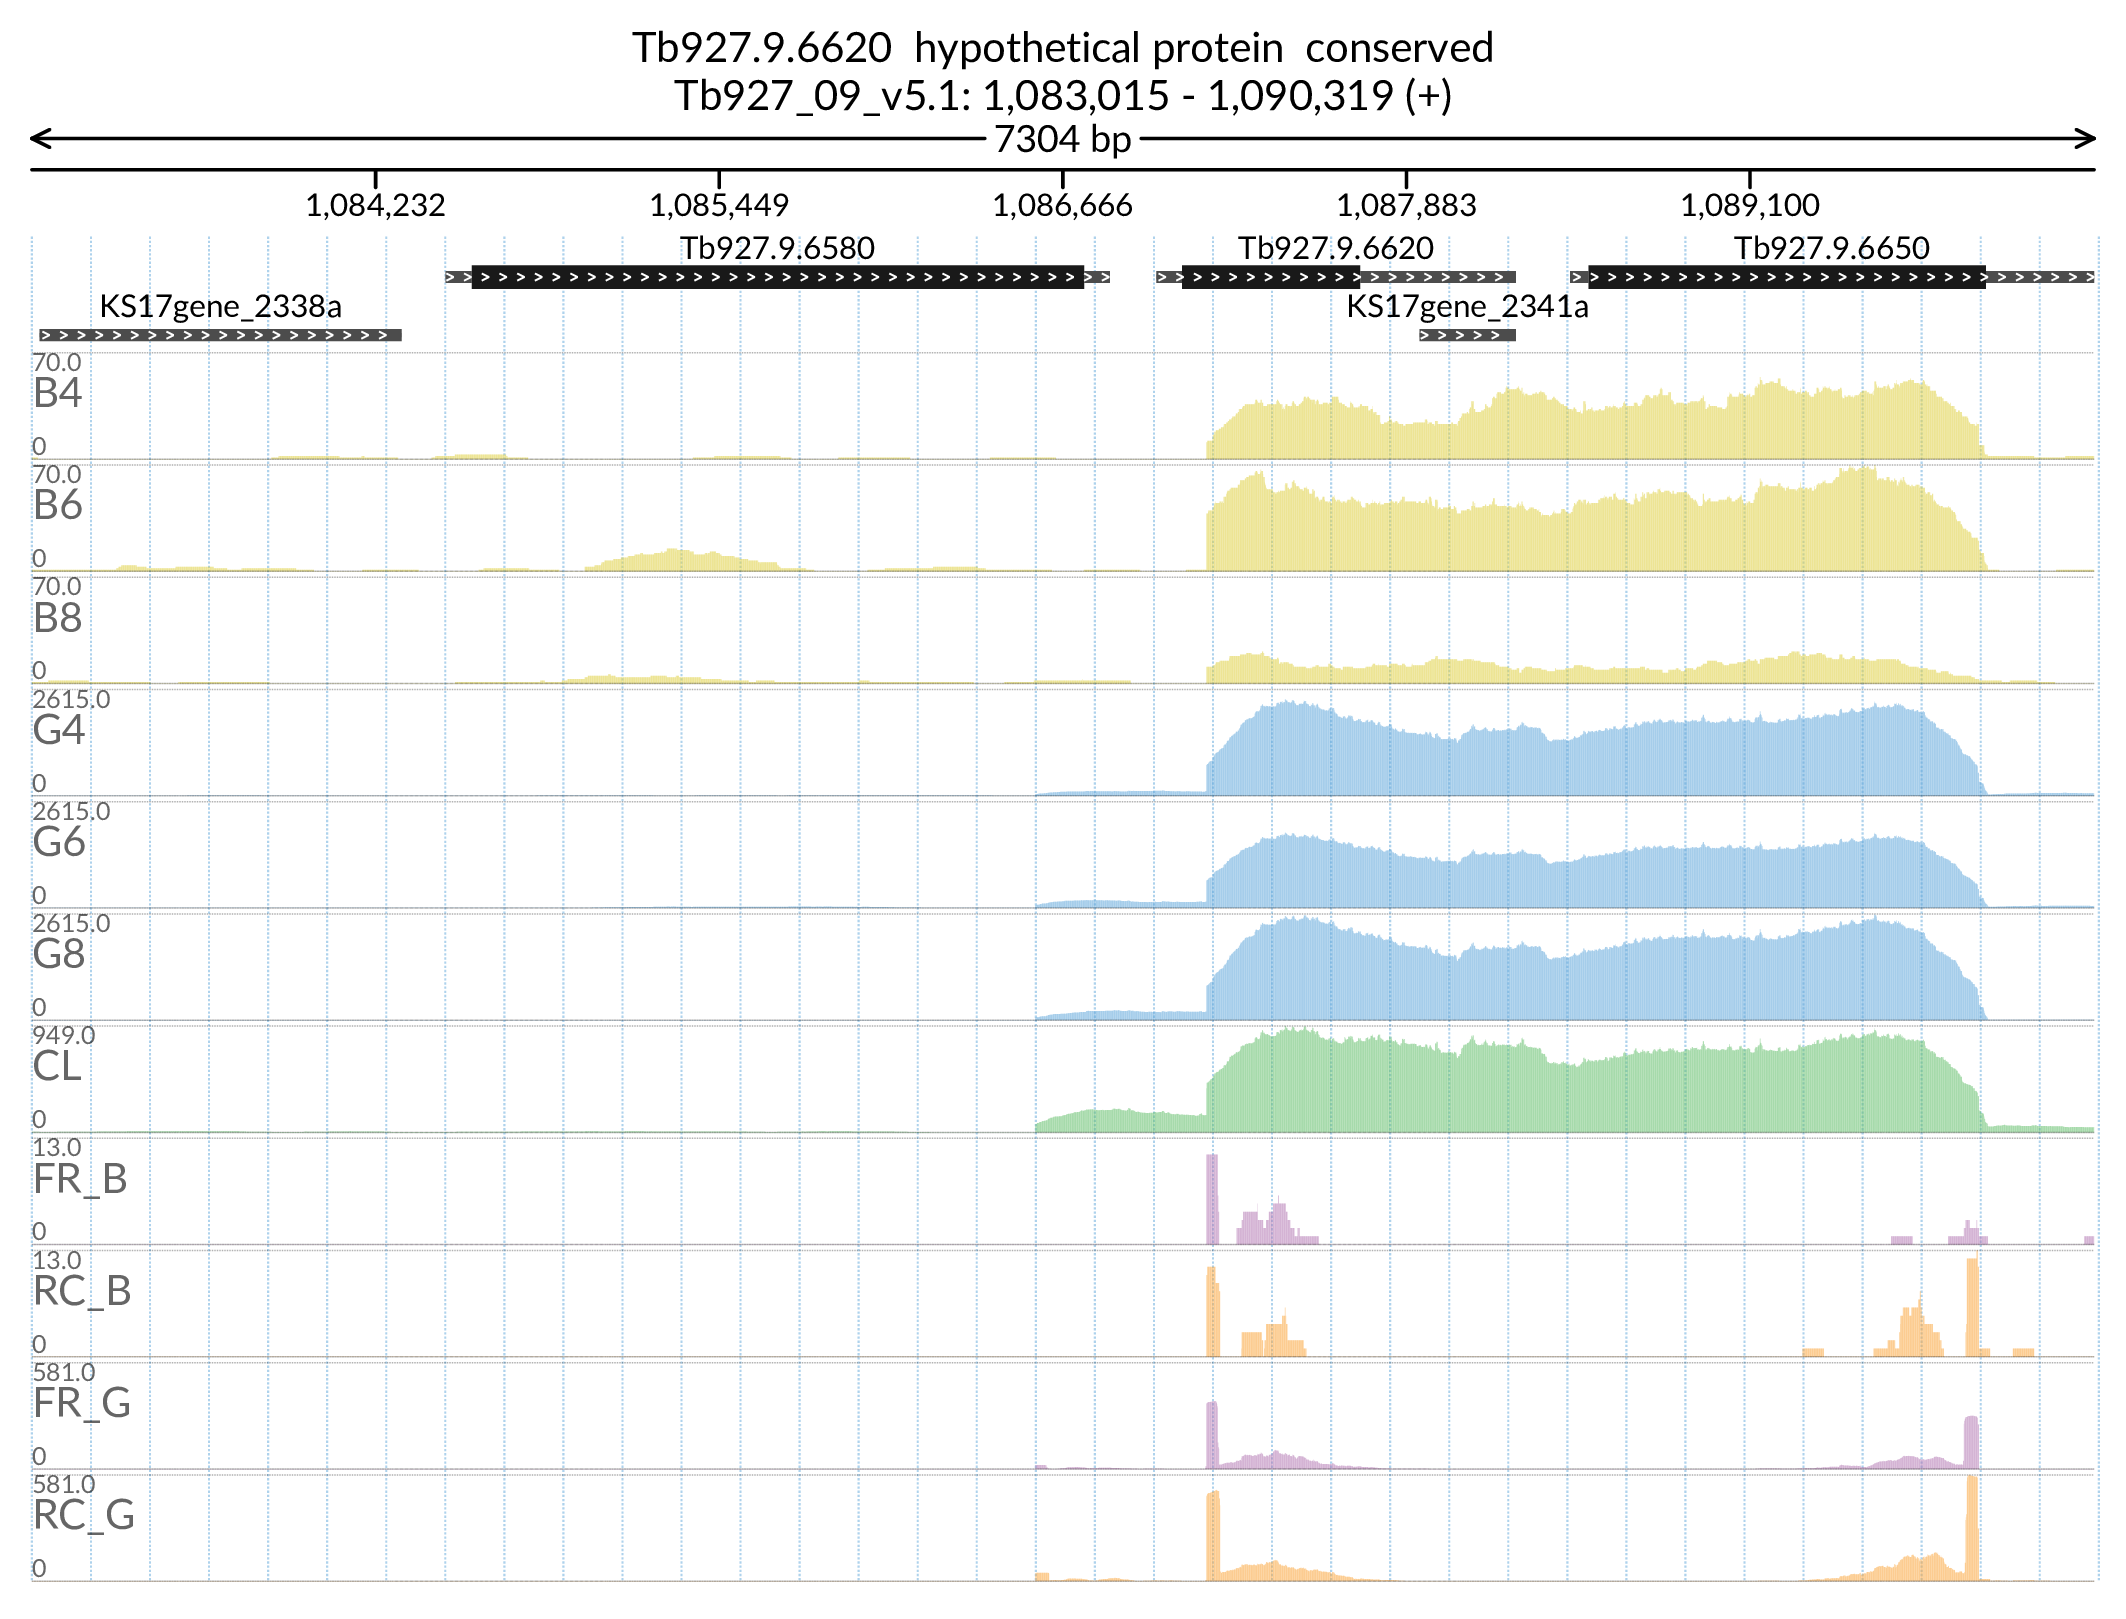 Tb927.9.6620  hypothetical protein  conserved
Tb927_09_v5.1: 1,083,015 - 1,090,319 (+)
7304 bp
1,084,232 1,085,449 1,086,666 1,087,883 1,089,100
Tb927.9.6580 Tb927.9.6620 Tb927.9.6650
KS17gene_2338a KS17gene_2341a
70.0
B4
0
70.0
B6
0
70.0
B8
0
2615.0
G4
0
2615.0
G6
0
2615.0
G8
0
949.0
CL
0
13.0
FR_B
0
13.0
RC_B
0
581.0
FR_G
0
581.0
RC_G
0